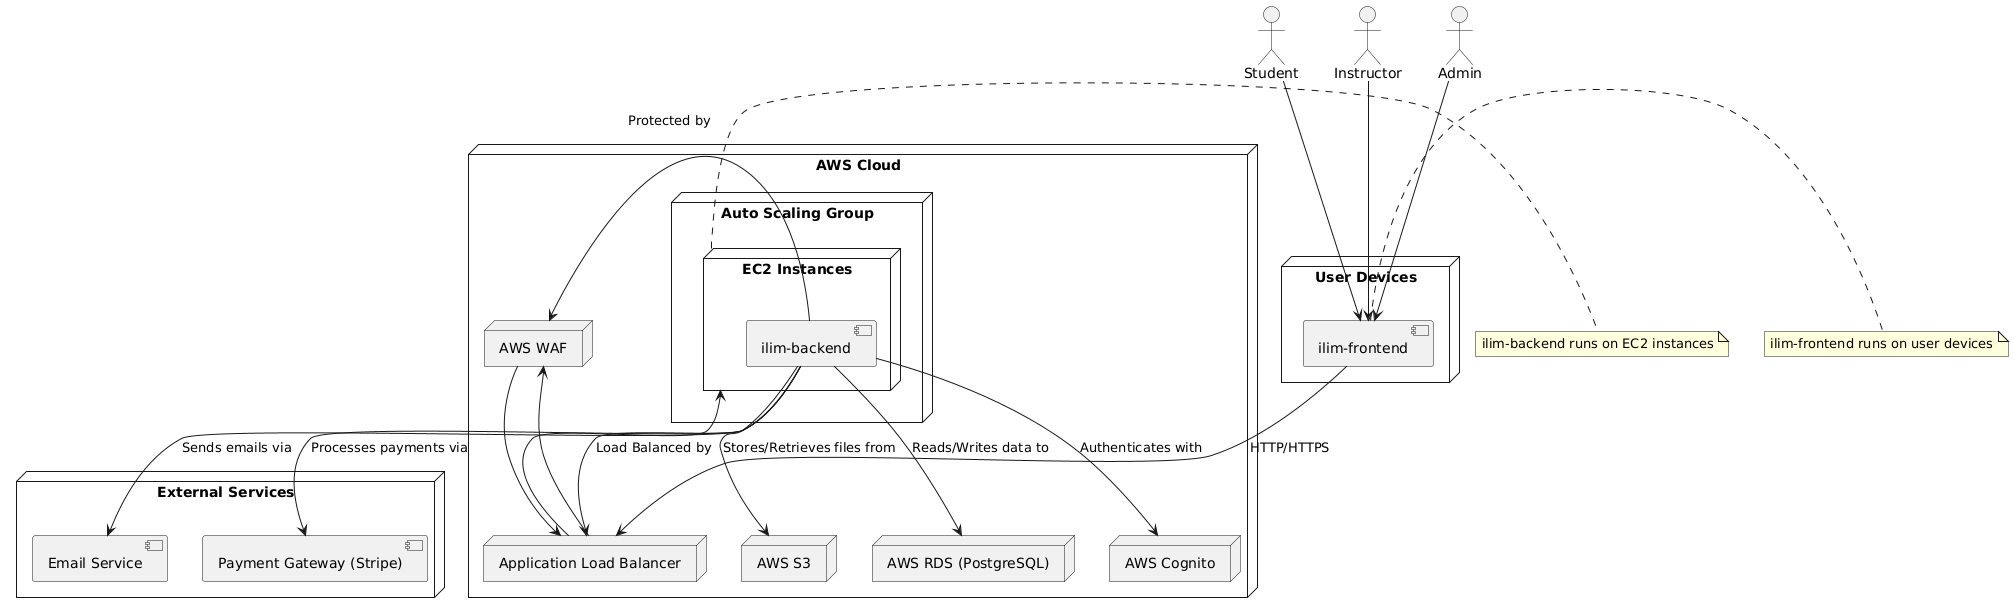 Student
Instructor
Admin
Protected by
AWS Cloud
Auto Scaling Group
EC2 Instances
User Devices
AWS WAF
ilim-backend
ilim-frontend
ilim-backend runs on EC2 instances
ilim-frontend runs on user devices
Sends emails via
Processes payments via
Load Balanced by
Stores/Retrieves files from
Reads/Writes data to
Authenticates with
HTTP/HTTPS
External Services
Email Service
Payment Gateway (Stripe)
Application Load Balancer
AWS S3
AWS RDS (PostgreSQL)
AWS Cognito